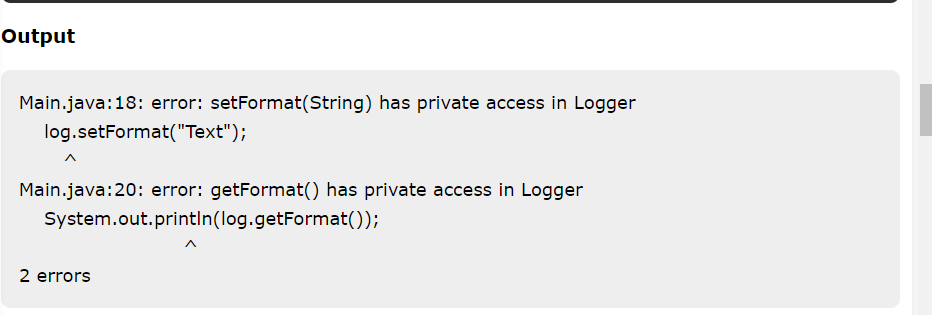 Output
Main.java:18: error: setFormat(String) has private access in Logger
log.setFormat("Text");
^
Main.java:20: error: getFormat() has private access in Logger
System.out.println(log.getFormat());
^
2 errors